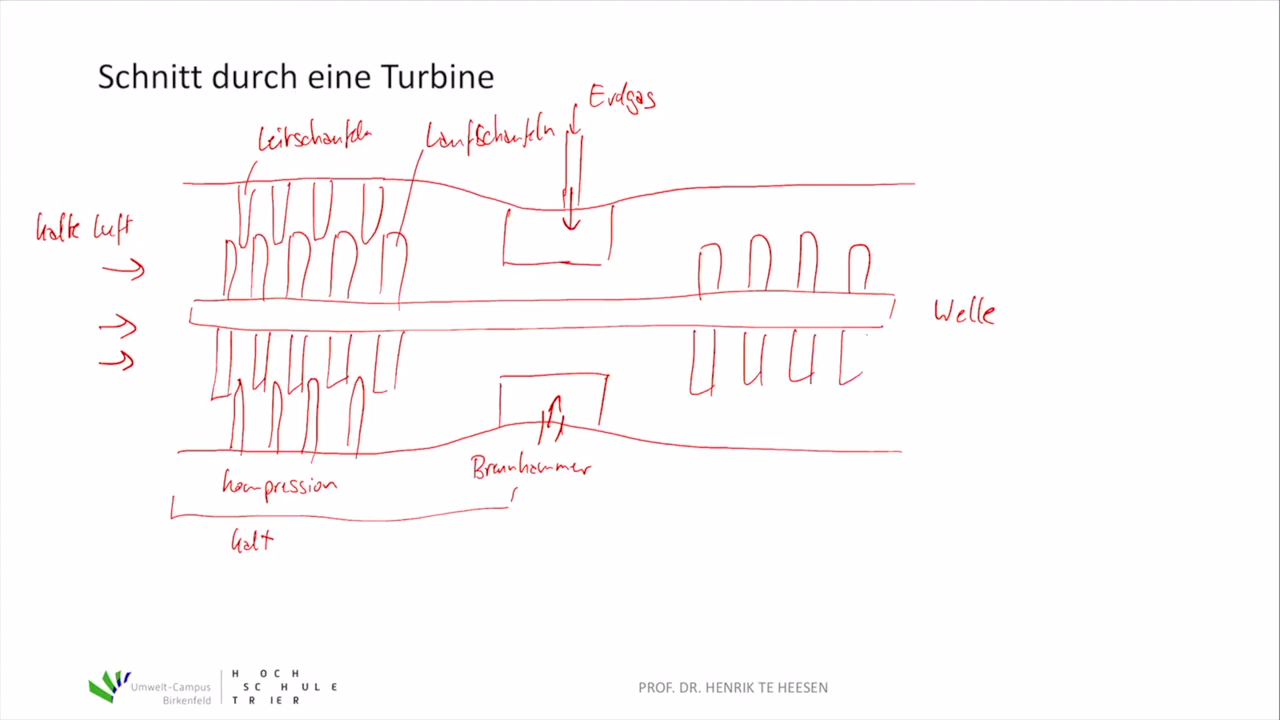 Schnitt durch eine Turbine
Erdgas
Leitschaufeln
Laufschaufeln
kalte Luft
Welle
Brennkammer
Kompression
kalt
Umwelt-Campus
Birkenfeld
HOCH
SCHULE
TRIER
PROF. DR. HENRIK TE HEESEN